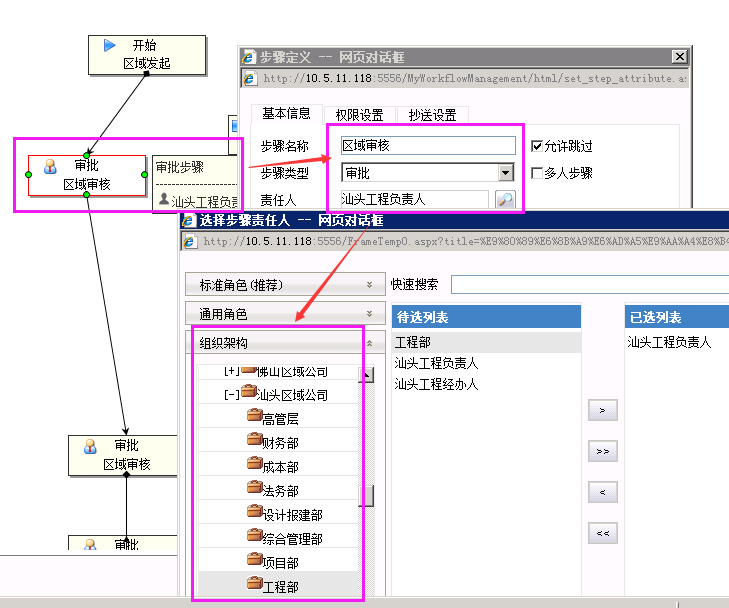 开始
区域发起
审批
区域审核
审批步骤
汕头工程负责
审批
区域审核
审批
步骤定义 -- 网页对话框
http://10.5.11.118:5556/MyWorkflowManagement/html/set_step_attribute.a
基本信息 权限设置 抄送设置
步骤名称 区域审核 允许跳过
步骤类型 审批 多人步骤
责任人 汕头工程负责人
选择步骤责任人 -- 网页对话框
http://10.5.11.118:5556/FrameTemp0.aspx?title=%E9%80%89%E6%8B%A9%E6%AD%A5%E9%AA%A4%E8%B4
标准角色(推荐)
通用角色
组织架构
[+] 佛山区域公司
[-] 汕头区域公司
高管层
财务部
成本部
法务部
设计报建部
综合管理部
项目部
工程部
快速搜索
待选列表
工程部
汕头工程负责人
汕头工程经办人
>
>>
<
<<
已选列表
汕头工程负责人